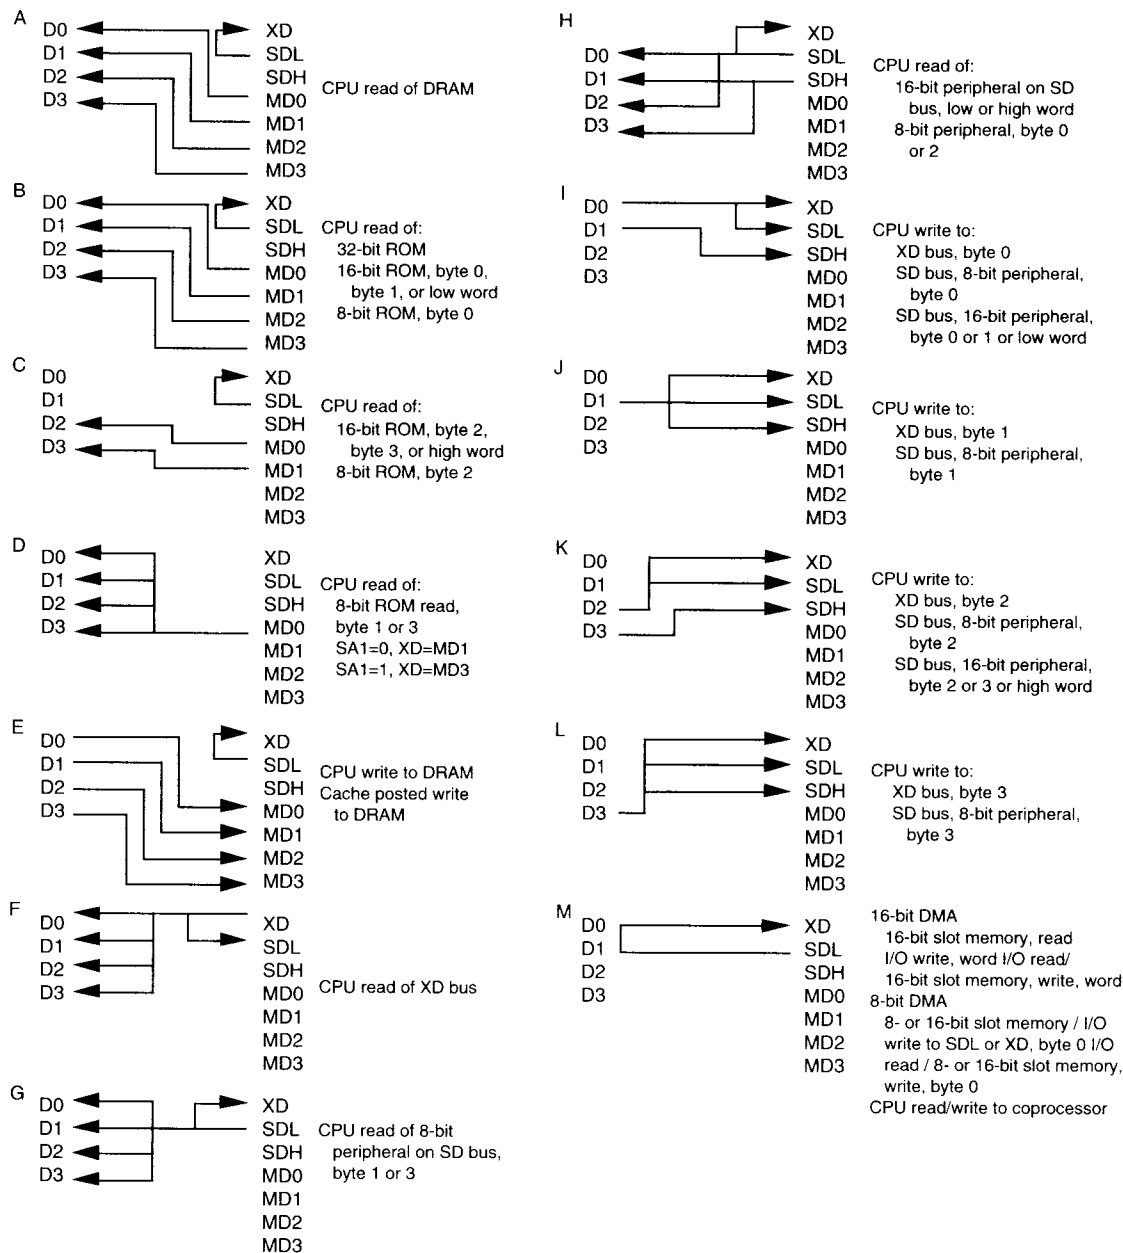 A
D0
D1
D2
D3
XD
SDL
SDH
MD0
MD1
MD2
MD3
CPU read of DRAM
B
D0
D1
D2
D3
XD
SDL
SDH
MD0
MD1
MD2
MD3
CPU read of:
32-bit ROM
16-bit ROM, byte 0,
byte 1, or low word
8-bit ROM, byte 0
C
D0
D1
D2
D3
XD
SDL
SDH
MD0
MD1
MD2
MD3
CPU read of:
16-bit ROM, byte 2,
byte 3, or high word
8-bit ROM, byte 2
D
D0
D1
D2
D3
XD
SDL
SDH
MD0
MD1
MD2
MD3
CPU read of:
8-bit ROM read,
byte 1 or 3
SA1=0, XD=MD1
SA1=1, XD=MD3
E
D0
D1
D2
D3
XD
SDL
SDH
MD0
MD1
MD2
MD3
CPU write to DRAM
Cache posted write
to DRAM
F
D0
D1
D2
D3
XD
SDL
SDH
MD0
MD1
MD2
MD3
CPU read of XD bus
G
D0
D1
D2
D3
XD
SDL
SDH
MD0
MD1
MD2
MD3
CPU read of 8-bit
peripheral on SD bus,
byte 1 or 3
H
D0
D1
D2
D3
XD
SDL
SDH
MD0
MD1
MD2
MD3
CPU read of:
16-bit peripheral on SD
bus, low or high word
8-bit peripheral, byte 0
or 2
I
D0
D1
D2
D3
XD
SDL
SDH
MD0
MD1
MD2
MD3
CPU write to:
XD bus, byte 0
SD bus, 8-bit peripheral,
byte 0
SD bus, 16-bit peripheral,
byte 0 or 1 or low word
J
D0
D1
D2
D3
XD
SDL
SDH
MD0
MD1
MD2
MD3
CPU write to:
XD bus, byte 1
SD bus, 8-bit peripheral,
byte 1
K
D0
D1
D2
D3
XD
SDL
SDH
MD0
MD1
MD2
MD3
CPU write to:
XD bus, byte 2
SD bus, 8-bit peripheral,
byte 2
SD bus, 16-bit peripheral,
byte 2 or 3 or high word
L
D0
D1
D2
D3
XD
SDL
SDH
MD0
MD1
MD2
MD3
CPU write to:
XD bus, byte 3
SD bus, 8-bit peripheral,
byte 3
M
D0
D1
D2
D3
XD
SDL
SDH
MD0
MD1
MD2
MD3
16-bit DMA
16-bit slot memory, read
I/O write, word I/O read/
16-bit slot memory, write, word
8-bit DMA
8- or 16-bit slot memory / I/O
write to SDL or XD, byte 0 I/O
read / 8- or 16-bit slot memory,
write, byte 0
CPU read/write to coprocessor